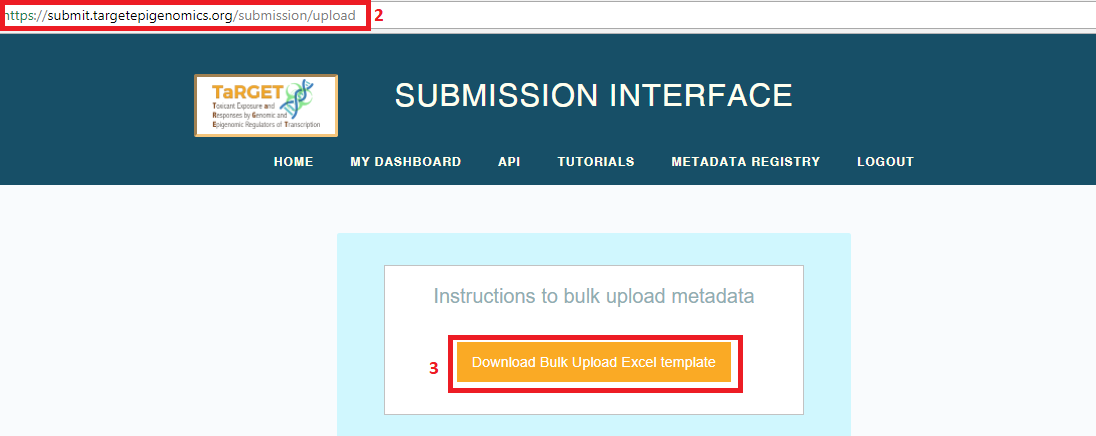 https://submit.targetepigenomics.org/submission/upload 2
TaRGET
Toxicant Exposure and
Responses by Genomic and
Epigenomic Regulators of Transcription
SUBMISSION INTERFACE
HOME MY DASHBOARD API TUTORIALS METADATA REGISTRY LOGOUT
Instructions to bulk upload metadata
3 Download Bulk Upload Excel template